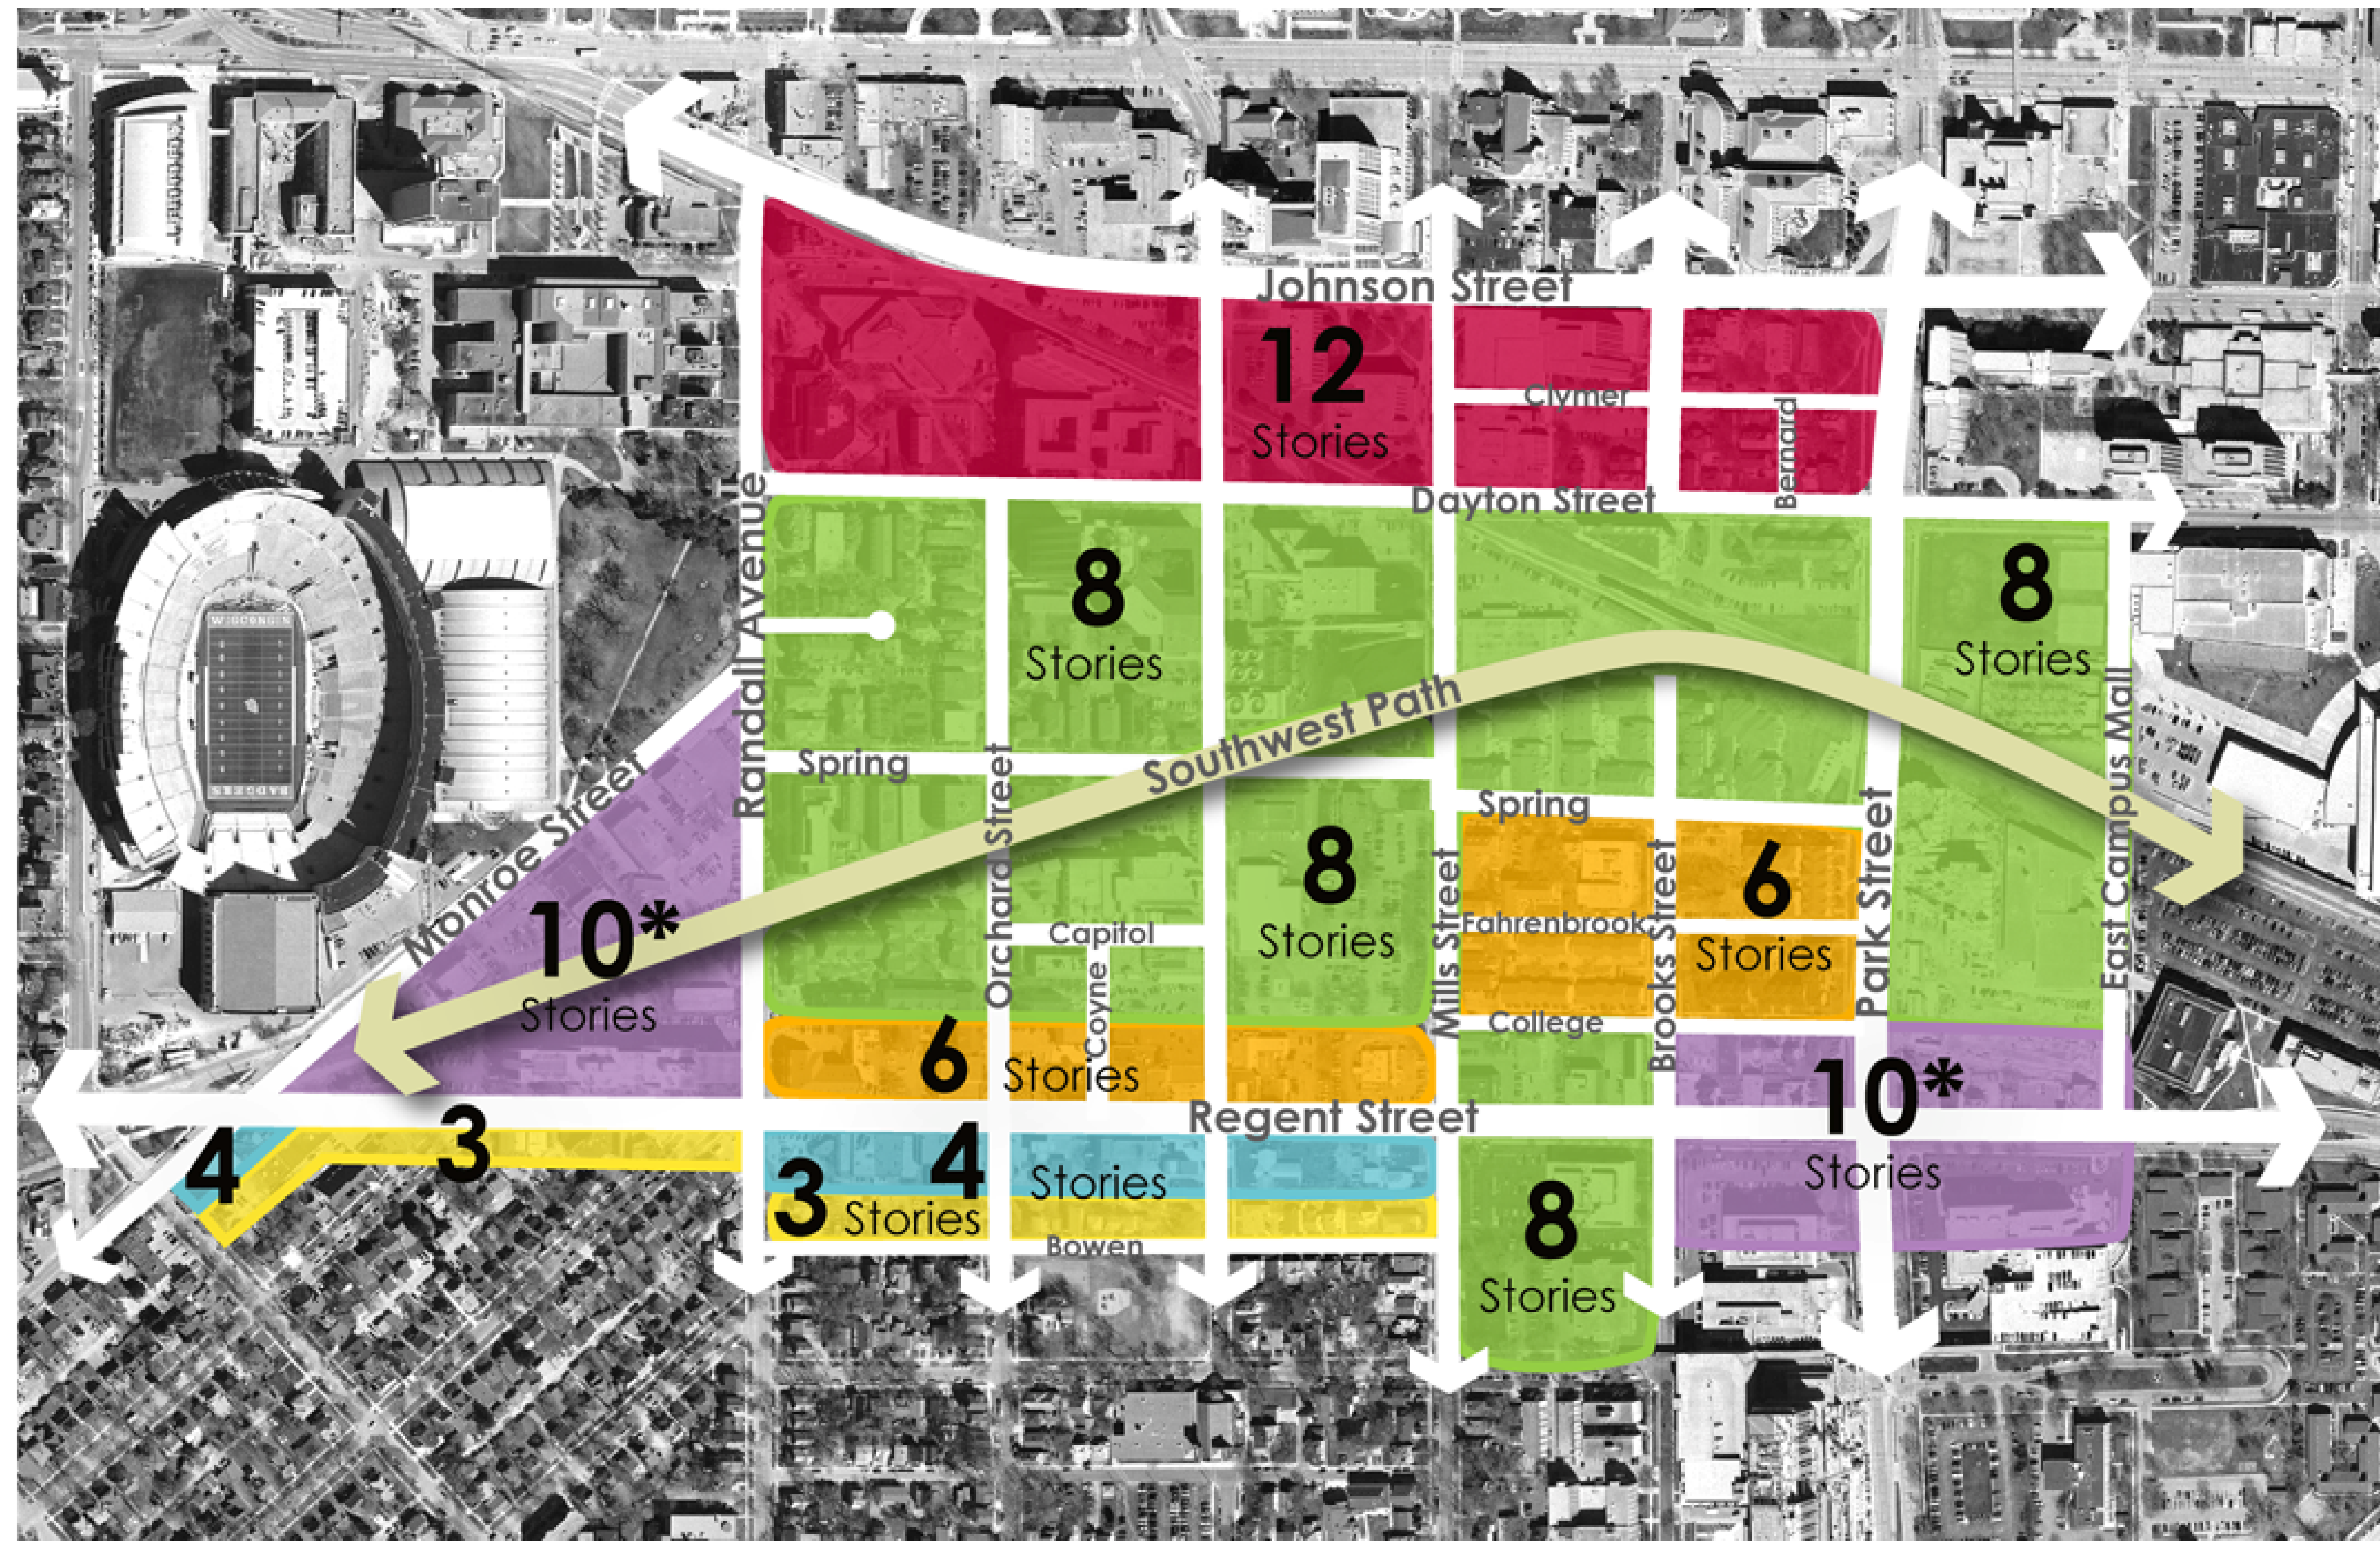 Johnson Street
12
Stories
Clymer
Bernard
Dayton Street
WISCONSIN
8
Stories
8
Stories
Randall Avenue
Southwest Path
Spring
Spring
Monroe Street
Orchard Street
BADGERS
10*
Stories
8
Stories
6
Stories
Capitol
Coyne
Mills Street
Fahrenbrook
Brooks Street
Park Street
East Campus Mall
College
6
Stories
10*
Stories
Regent Street
4
3
3
Stories
4
Stories
Bowen
8
Stories